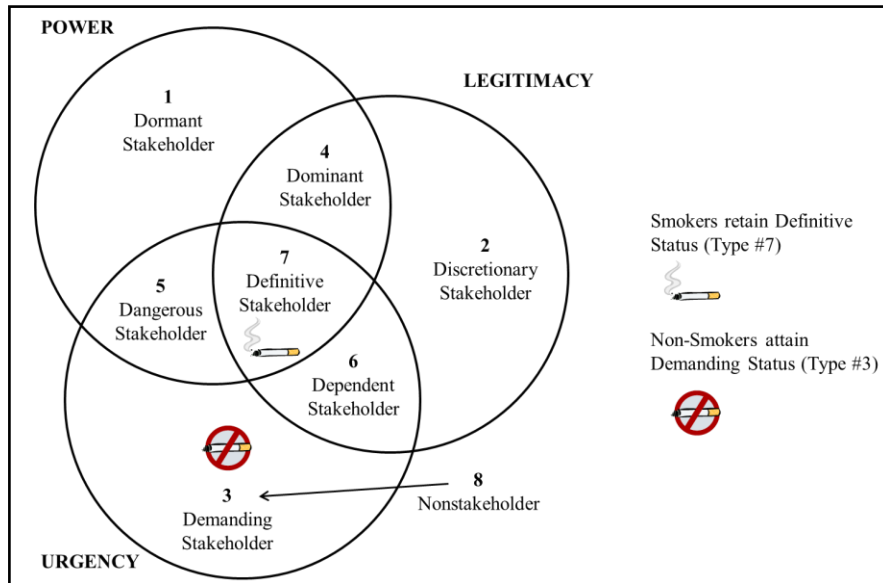 POWER
1
Dormant
Stakeholder
LEGITIMACY
4
Dominant
Stakeholder
7
Definitive
Stakeholder
2
Discretionary
Stakeholder
5
Dangerous
Stakeholder
6
Dependent
Stakeholder
3
Demanding
Stakeholder
8
Nonstakeholder
URGENCY
Smokers retain Definitive
Status (Type #7)
Non-Smokers attain
Demanding Status (Type #3)